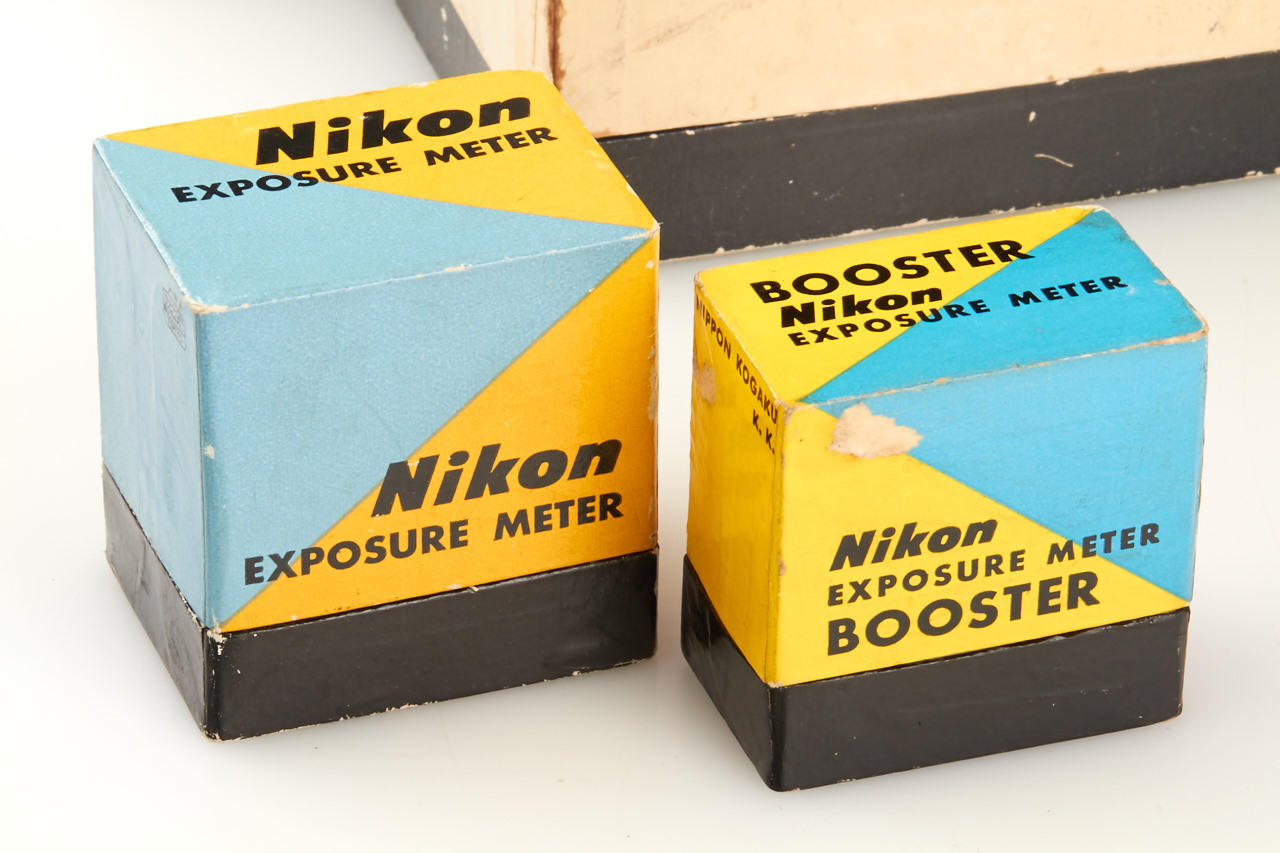 Nikon
EXPOSURE METER
Nikon
EXPOSURE METER
BOOSTER
Nikon
EXPOSURE METER
NIPPON KOGAKU
K. K.
Nikon
EXPOSURE METER
BOOSTER